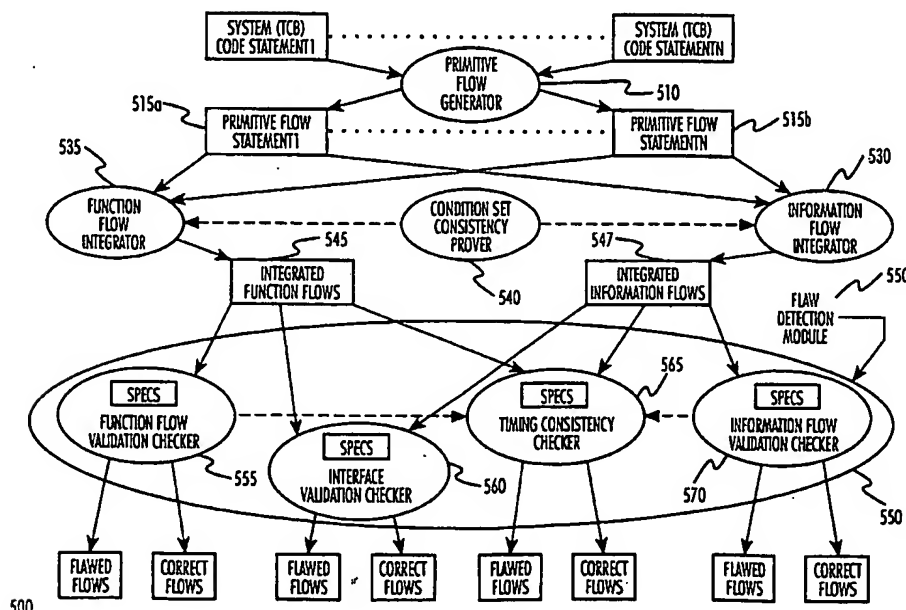 SYSTEM (TCB)
CODE STATEMENT1
SYSTEM (TCB)
CODE STATEMENTN
PRIMITIVE
FLOW
GENERATOR
510
515a
PRIMITIVE FLOW
STATEMENT1
PRIMITIVE FLOW
STATEMENTN
515b
535
FUNCTION
FLOW
INTEGRATOR
CONDITION SET
CONSISTENCY
PROVER
540
530
INFORMATION
FLOW
INTEGRATOR
545
INTEGRATED
FUNCTION FLOWS
547
INTEGRATED
INFORMATION FLOWS
550
FLAW
DETECTION
MODULE
SPECS
FUNCTION FLOW
VALIDATION CHECKER
555
SPECS
INTERFACE
VALIDATION CHECKER
560
SPECS
TIMING CONSISTENCY
CHECKER
565
SPECS
INFORMATION FLOW
VALIDATION CHECKER
570
550
FLAWED
FLOWS
CORRECT
FLOWS
FLAWED
FLOWS
CORRECT
FLOWS
FLAWED
FLOWS
CORRECT
FLOWS
FLAWED
FLOWS
CORRECT
FLOWS
500